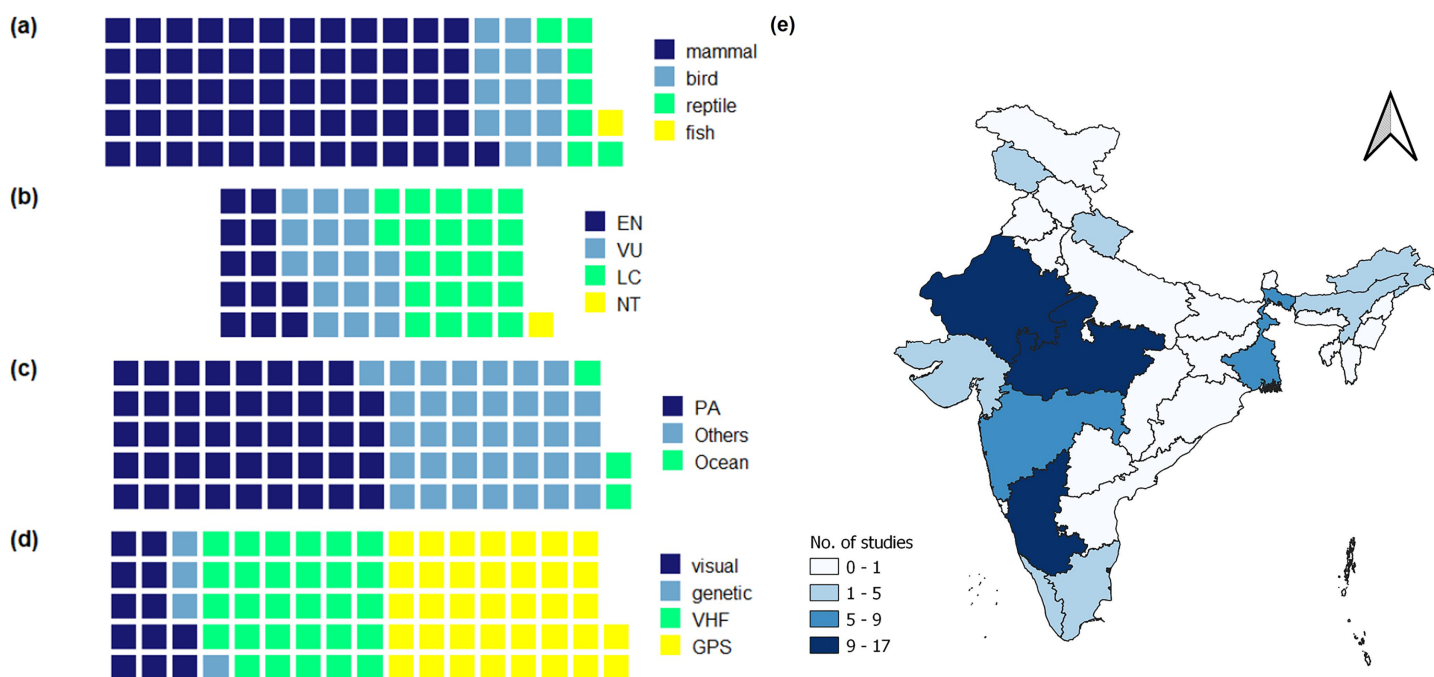 (a)
mammal
bird
reptile
fish
(b)
EN
VU
LC
NT
(c)
PA
Others
Ocean
(d)
visual
genetic
VHF
GPS
(e)
No. of studies
0 - 1
1 - 5
5 - 9
9 - 17